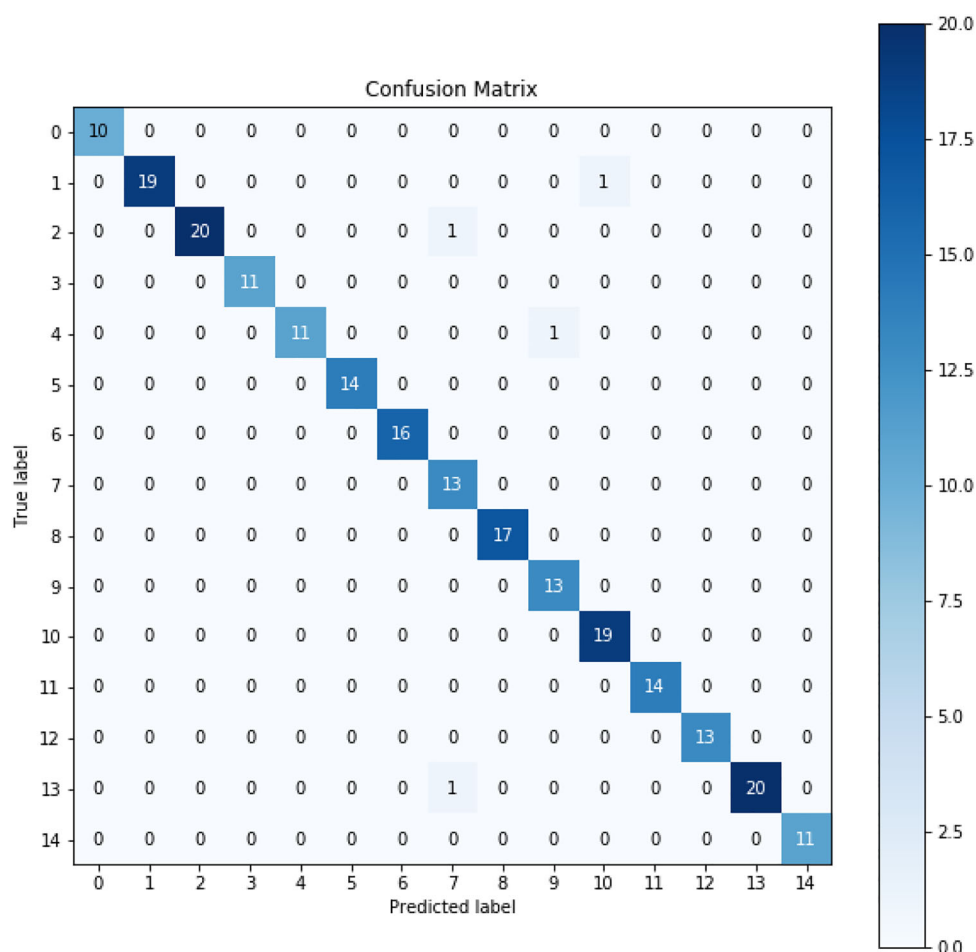 Confusion Matrix
True label
0 10 0 0 0 0 0 0 0 0 0 0 0 0 0 0
1 0 19 0 0 0 0 0 0 0 0 1 0 0 0 0
2 0 0 20 0 0 0 0 1 0 0 0 0 0 0 0
3 0 0 0 11 0 0 0 0 0 0 0 0 0 0 0
4 0 0 0 0 11 0 0 0 0 1 0 0 0 0 0
5 0 0 0 0 0 14 0 0 0 0 0 0 0 0 0
6 0 0 0 0 0 0 16 0 0 0 0 0 0 0 0
7 0 0 0 0 0 0 0 13 0 0 0 0 0 0 0
8 0 0 0 0 0 0 0 0 17 0 0 0 0 0 0
9 0 0 0 0 0 0 0 0 0 13 0 0 0 0 0
10 0 0 0 0 0 0 0 0 0 0 19 0 0 0 0
11 0 0 0 0 0 0 0 0 0 0 0 14 0 0 0
12 0 0 0 0 0 0 0 0 0 0 0 0 13 0 0
13 0 0 0 0 0 0 0 1 0 0 0 0 0 20 0
14 0 0 0 0 0 0 0 0 0 0 0 0 0 0 11
0 1 2 3 4 5 6 7 8 9 10 11 12 13 14
Predicted label
20.0
17.5
15.0
12.5
10.0
7.5
5.0
2.5
0.0